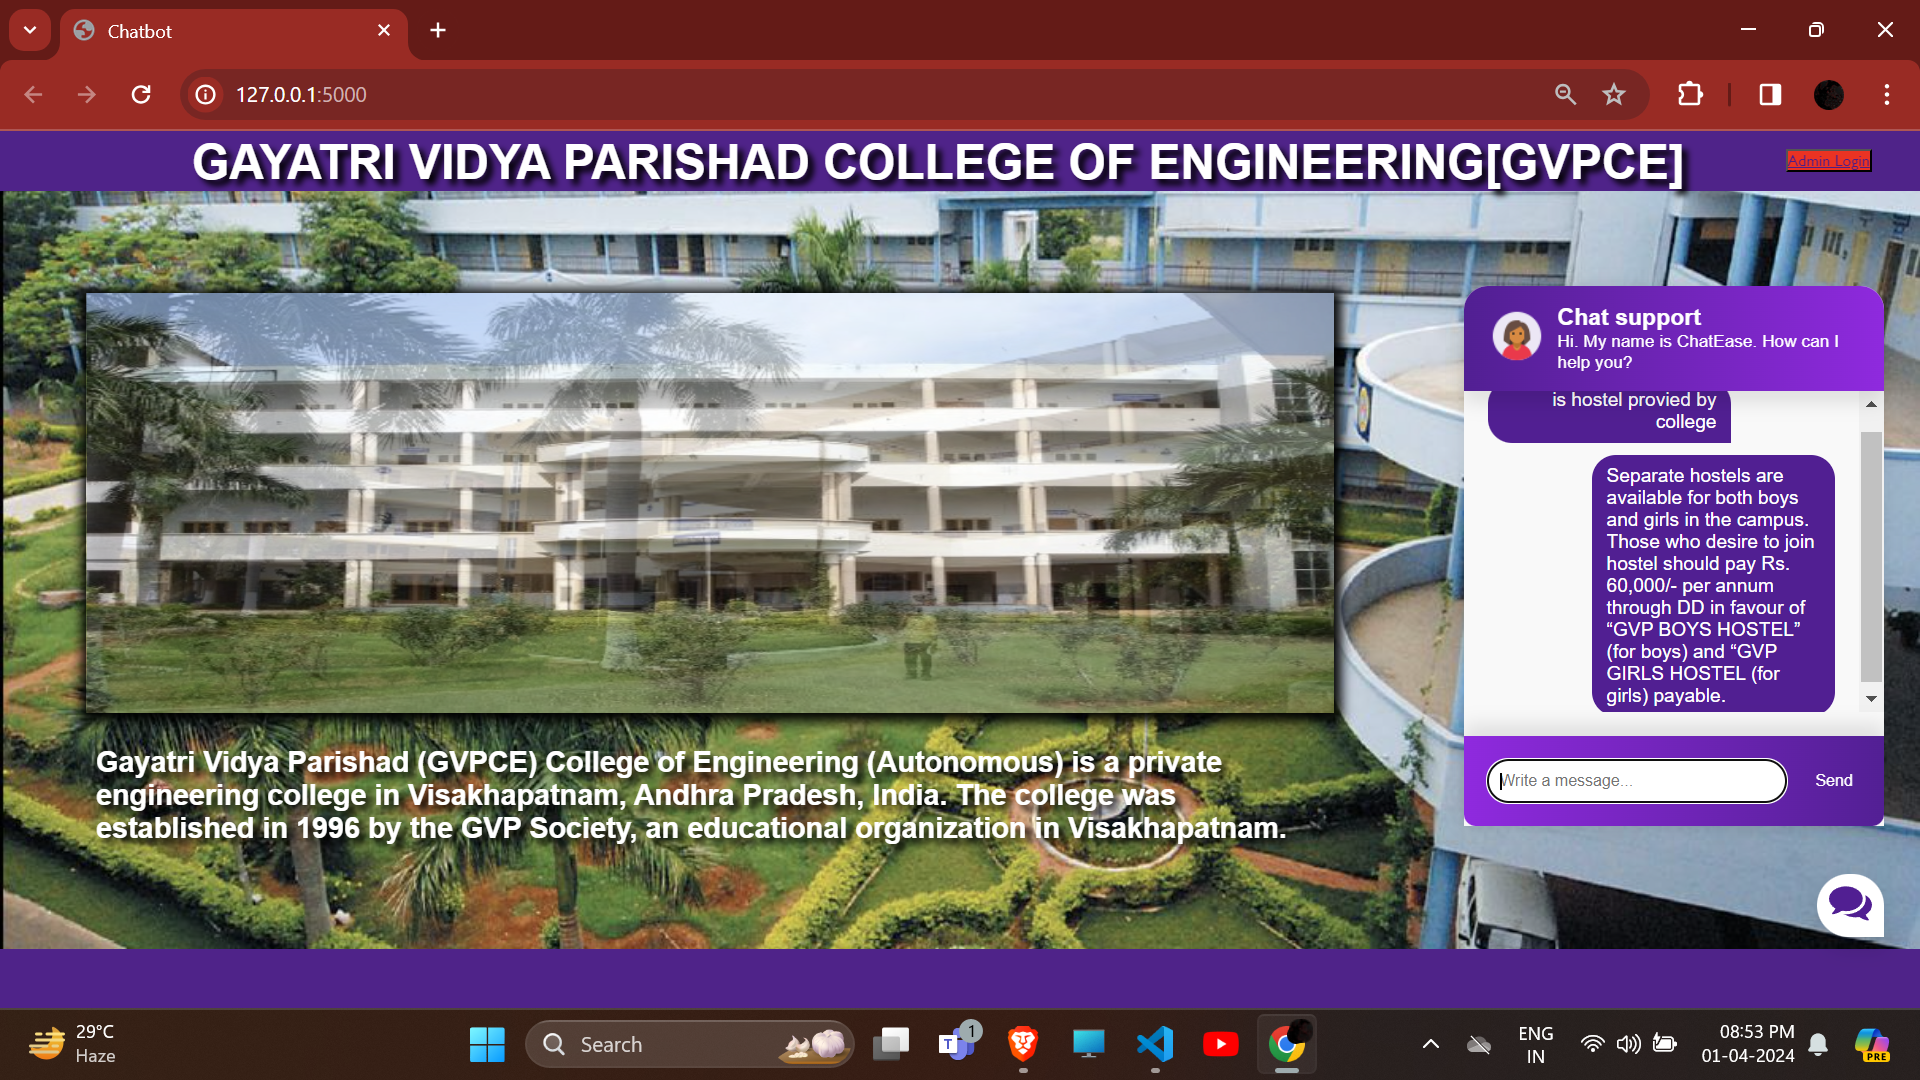 Chatbot
127.0.0.1:5000
GAYATRI VIDYA PARISHAD COLLEGE OF ENGINEERING[GVPCE]
Admin Login
Chat support
Hi. My name is ChatEase. How can I
help you?
is hostel provied by
college
Separate hostels are
available for both boys
and girls in the campus.
Those who desire to join
hostel should pay Rs.
60,000/- per annum
through DD in favour of
“GVP BOYS HOSTEL”
(for boys) and “GVP
GIRLS HOSTEL (for
girls) payable.
Write a message...
Send
Gayatri Vidya Parishad (GVPCE) College of Engineering (Autonomous) is a private
engineering college in Visakhapatnam, Andhra Pradesh, India. The college was
established in 1996 by the GVP Society, an educational organization in Visakhapatnam.
29°C
Haze
Search
T
1
ENG
IN
08:53 PM
01-04-2024
PRE